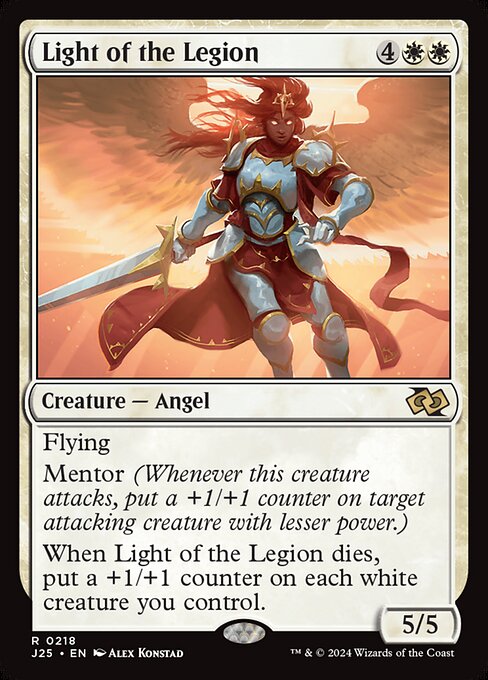 Light of the Legion 4
Creature — Angel
Flying
Mentor (Whenever this creature
attacks, put a +1/+1 counter on target
attacking creature with lesser power.)
When Light of the Legion dies,
put a +1/+1 counter on each white
creature you control.
5/5
R 0218
J25 • EN Alex Konstad
™ & © 2024 Wizards of the Coast